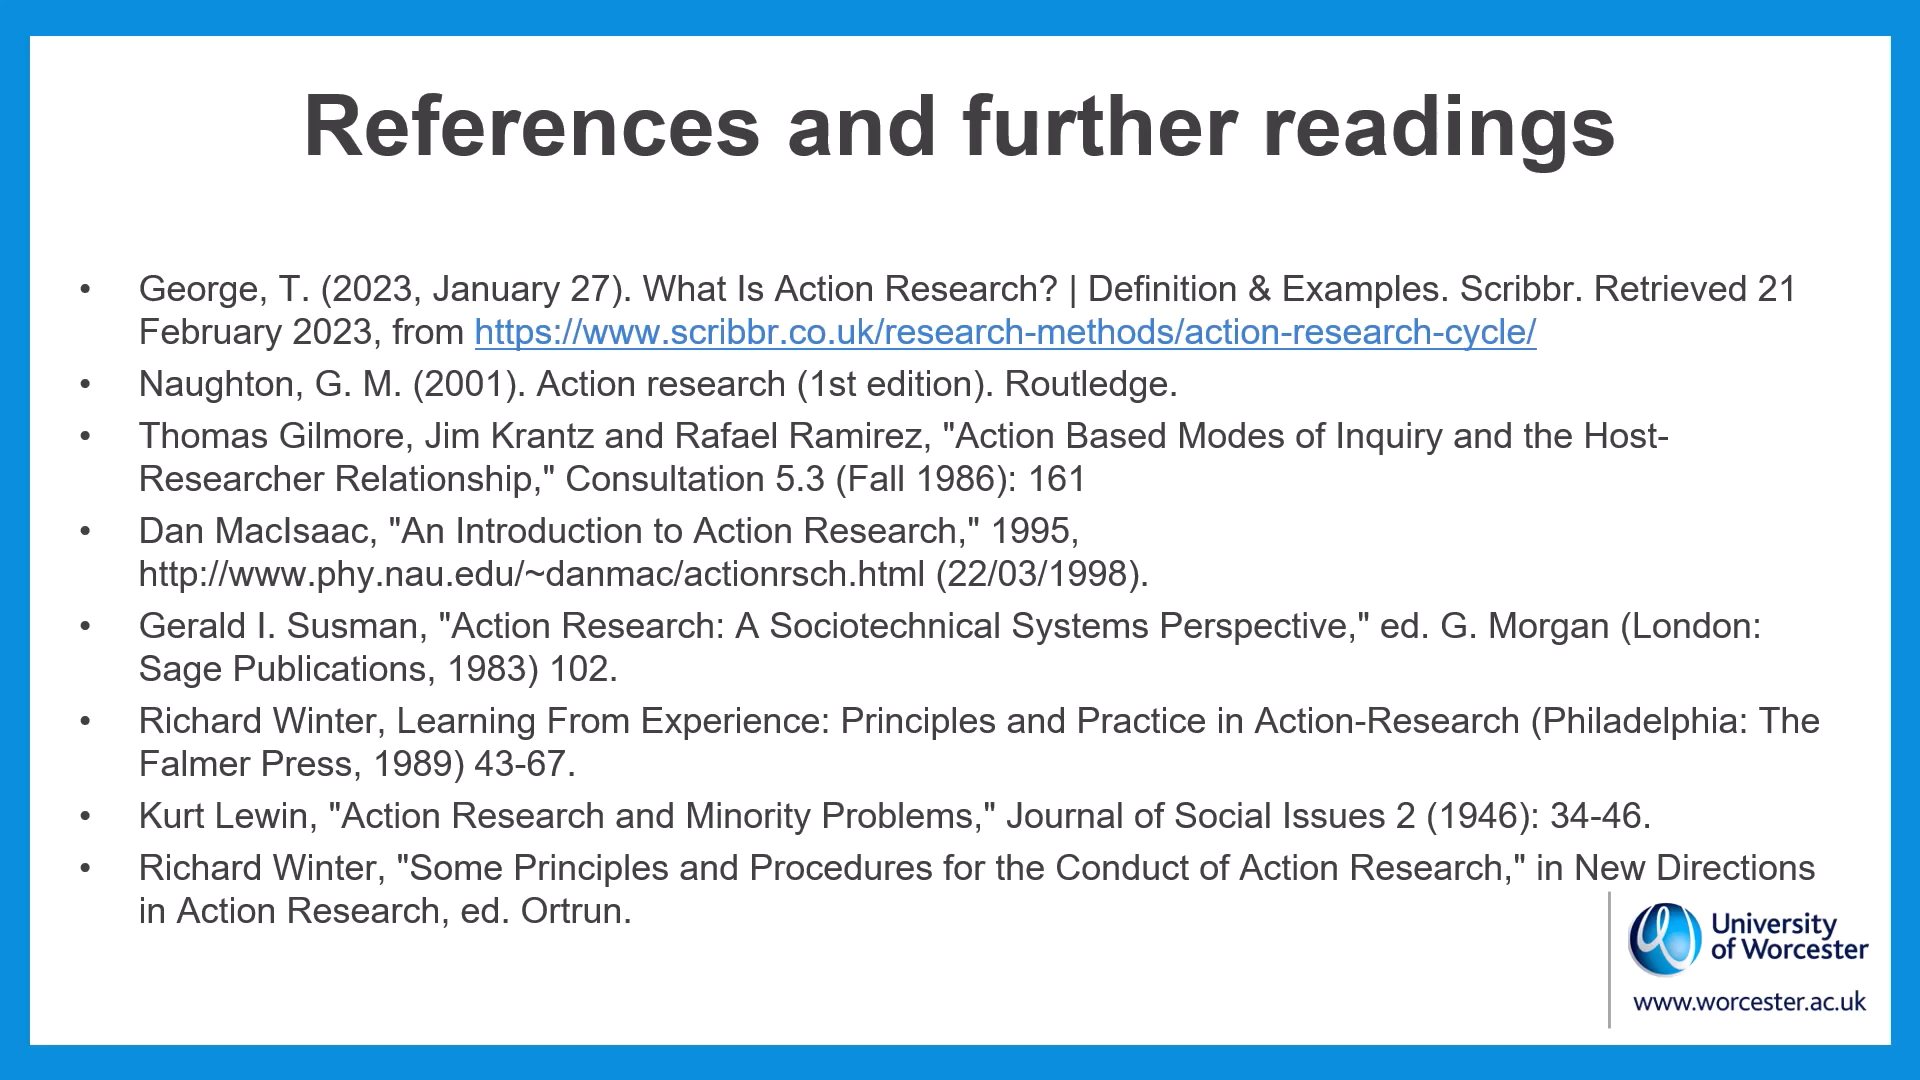 References and further readings
• George, T. (2023, January 27). What Is Action Research? | Definition & Examples. Scribbr. Retrieved 21
February 2023, from https://www.scribbr.co.uk/research-methods/action-research-cycle/
• Naughton, G. M. (2001). Action research (1st edition). Routledge.
• Thomas Gilmore, Jim Krantz and Rafael Ramirez, "Action Based Modes of Inquiry and the Host-
Researcher Relationship," Consultation 5.3 (Fall 1986): 161
• Dan MacIsaac, "An Introduction to Action Research," 1995,
http://www.phy.nau.edu/~danmac/actionrsch.html (22/03/1998).
• Gerald I. Susman, "Action Research: A Sociotechnical Systems Perspective," ed. G. Morgan (London:
Sage Publications, 1983) 102.
• Richard Winter, Learning From Experience: Principles and Practice in Action-Research (Philadelphia: The
Falmer Press, 1989) 43-67.
• Kurt Lewin, "Action Research and Minority Problems," Journal of Social Issues 2 (1946): 34-46.
• Richard Winter, "Some Principles and Procedures for the Conduct of Action Research," in New Directions
in Action Research, ed. Ortrun.
University
of Worcester
www.worcester.ac.uk